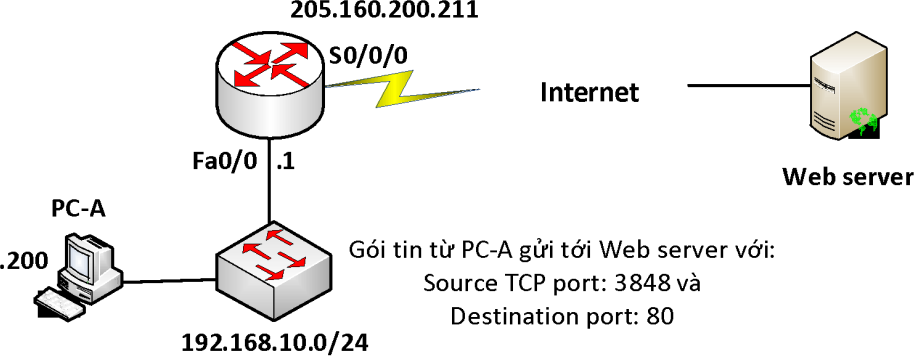 205.160.200.211
S0/0/0
Internet
Fa0/0 .1
Web server
PC-A
.200
Gói tin từ PC-A gửi tới Web server với:
Source TCP port: 3848 và
Destination port: 80
192.168.10.0/24